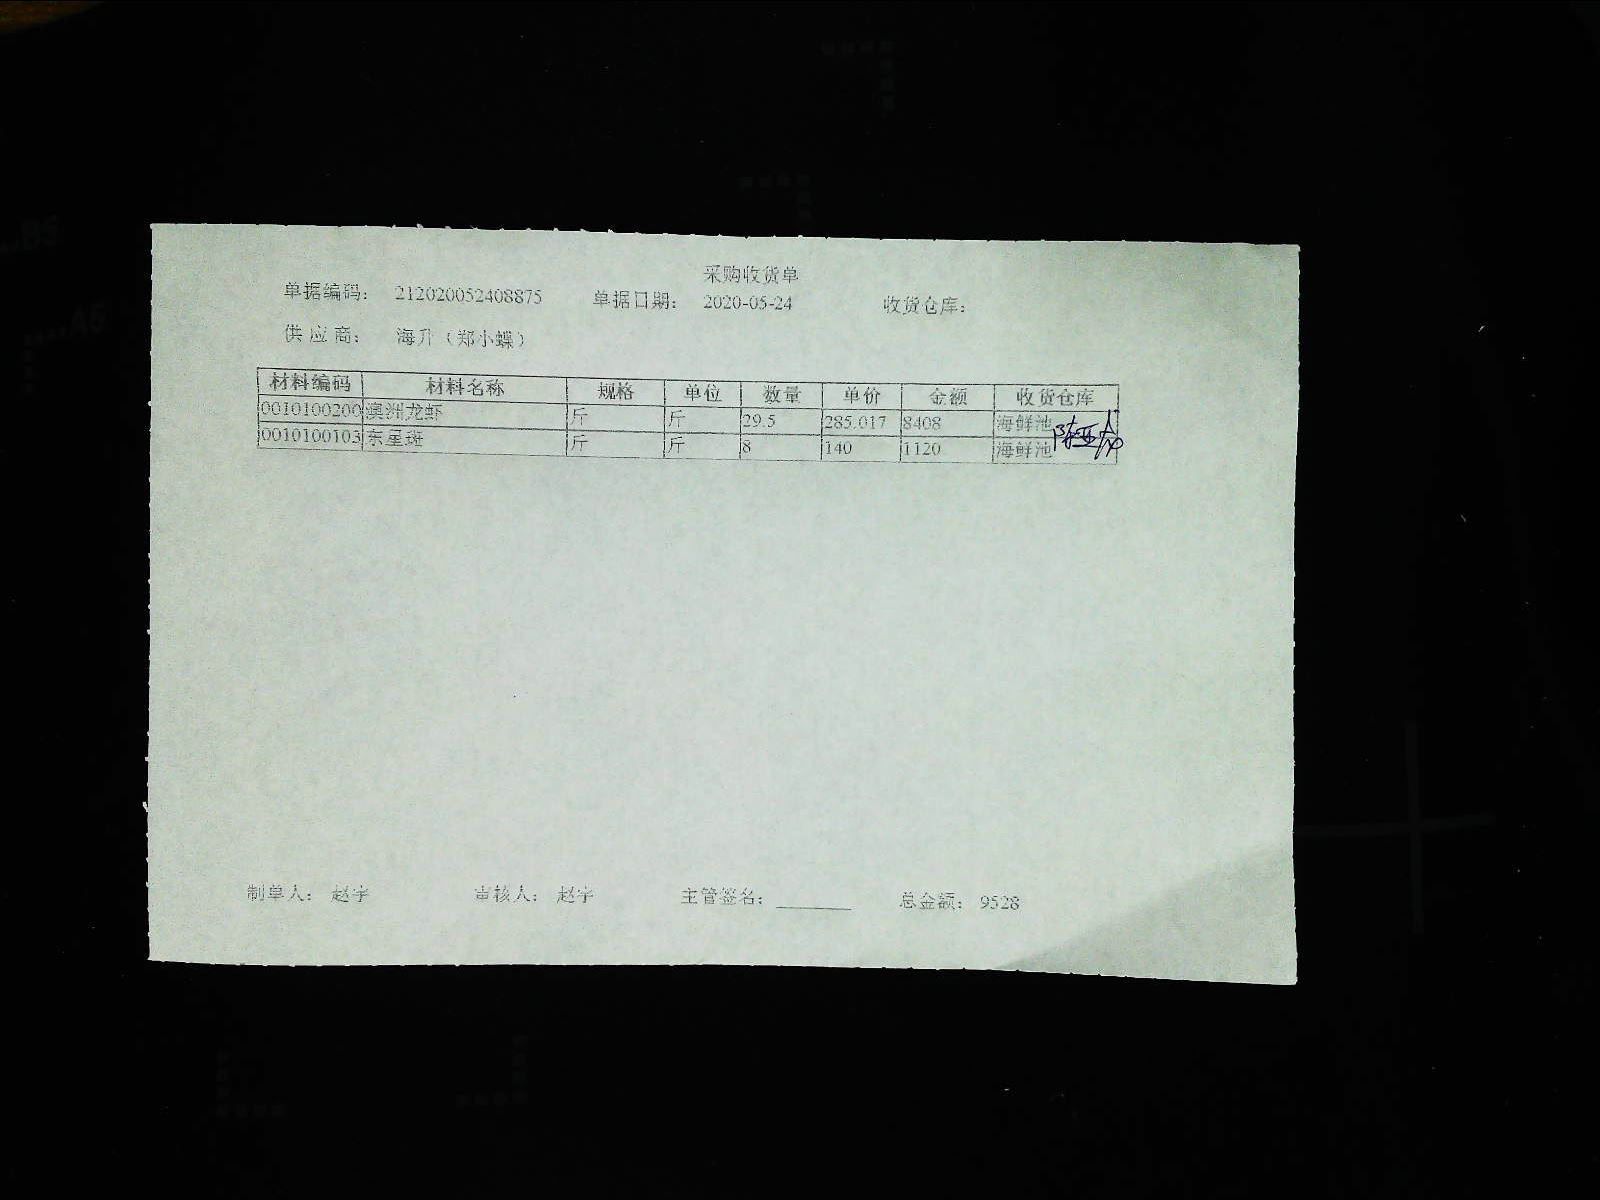 采购收货单
单据编码： 212020052408875 单据日期： 2020-05-24 收货仓库：
供应商： 海升（郑小蝶）
材料编码 材料名称 规格 单位 数量 单价 金额 收货仓库
0010100200 澳洲龙虾 斤 斤 29.5 285.017 8408 海鲜池
0010100103 东星斑 斤 斤 8 140 1120 海鲜池
制单人： 赵宇 审核人： 赵宇 主管签名： 总金额： 9528